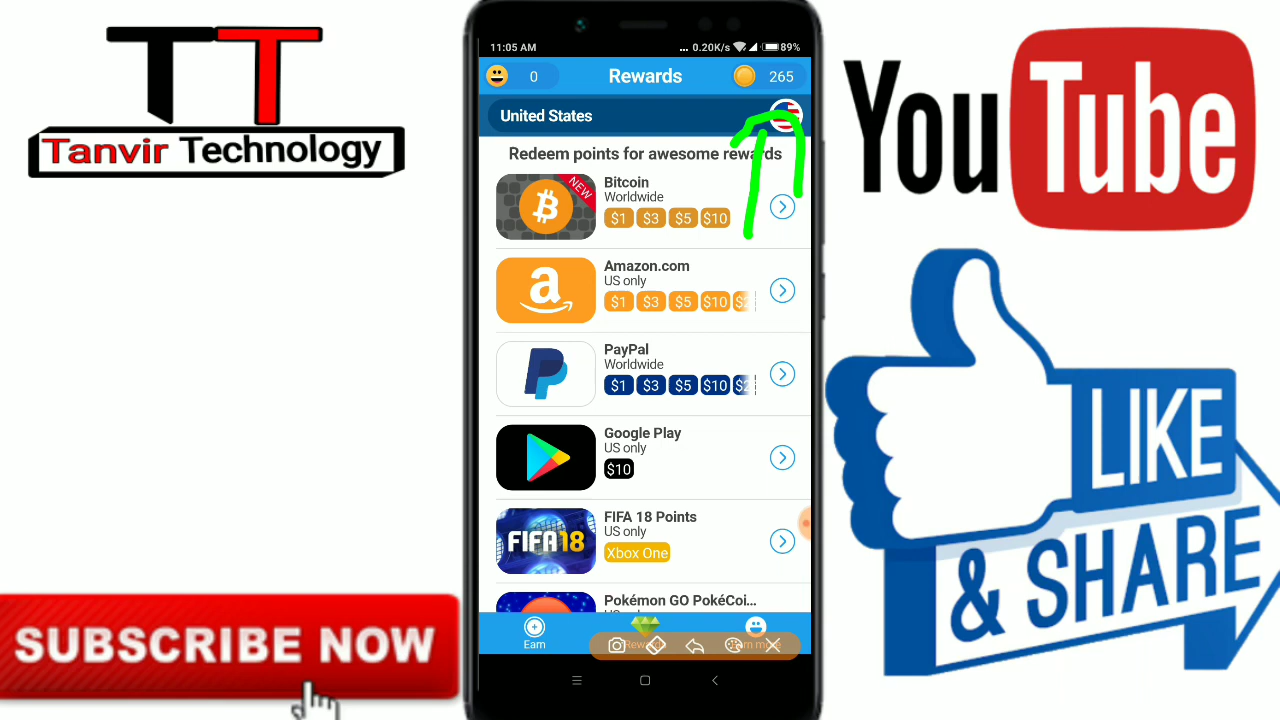 TT
Tanvir Technology
SUBSCRIBE NOW
11:05 AM
... 0.20K/s 89%
0
Rewards
265
United States
Redeem points for awesome rewards
NEW
Bitcoin
Worldwide
$1 $3 $5 $10
Amazon.com
US only
$1 $3 $5 $10
PayPal
Worldwide
$1 $3 $5 $10
Google Play
US only
$10
FIFA 18
FIFA 18 Points
US only
Xbox One
Pokémon GO PokéCoi...
Earn
Rewards
YouTube
LIKE
& SHARE